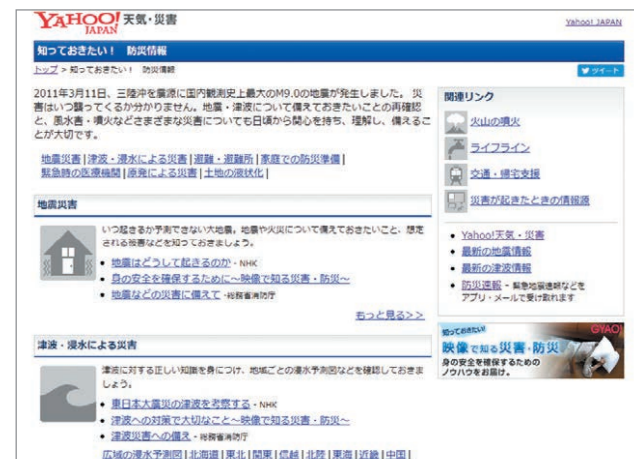 YAHOO! JAPAN 天気・災害
Yahoo! JAPAN
知っておきたい！ 防災情報
トップ > 知っておきたい！ 防災情報
ツイート
2011年3月11日、三陸沖を震源に国内観測史上最大のM9.0の地震が発生しました。 災
害はいつ襲ってくるか分かりません。地震・津波について備えておきたいことの再確認
と、風水害・噴火などさまざまな災害についても日頃から関心を持ち、理解し、備えるこ
とが大切です。
地震災害 | 津波・浸水による災害 | 避難・避難所 | 家庭での防災準備 |
緊急時の医療機関 | 原発による災害 | 土地の液状化 |
地震災害
いつ起きるか予測できない大地震。地震や火災について備えておきたいこと、想定
される被害などを知っておきましょう。
• 地震はどうして起きるのか - NHK
• 身の安全を確保するために～映像で知る災害・防災～
• 地震などの災害に備えて -総務省消防庁
もっと見る>>
津波・浸水による災害
津波に対する正しい知識を身につけ、地域ごとの浸水予測図などを確認しておきま
しょう。
• 東日本大震災の津波を考察する - NHK
• 津波への対策で大切なこと～映像で知る災害・防災～
• 津波災害への備え - 総務省消防庁
広域の浸水予測図 | 北海道 | 東北 | 関東 | 信越 | 北陸 | 東海 | 近畿 | 中国 |
関連リンク
火山の噴火
ライフライン
交通・帰宅支援
災害が起きたときの情報源
• Yahoo!天気・災害
• 最新の地震情報
• 最新の津波情報
• 防災速報 - 緊急地震速報などを
アプリ・メールで受け取れます
知っておきたい!
GYAO!
映像で知る災害・防災
身の安全を確保するための
ノウハウをお届け。